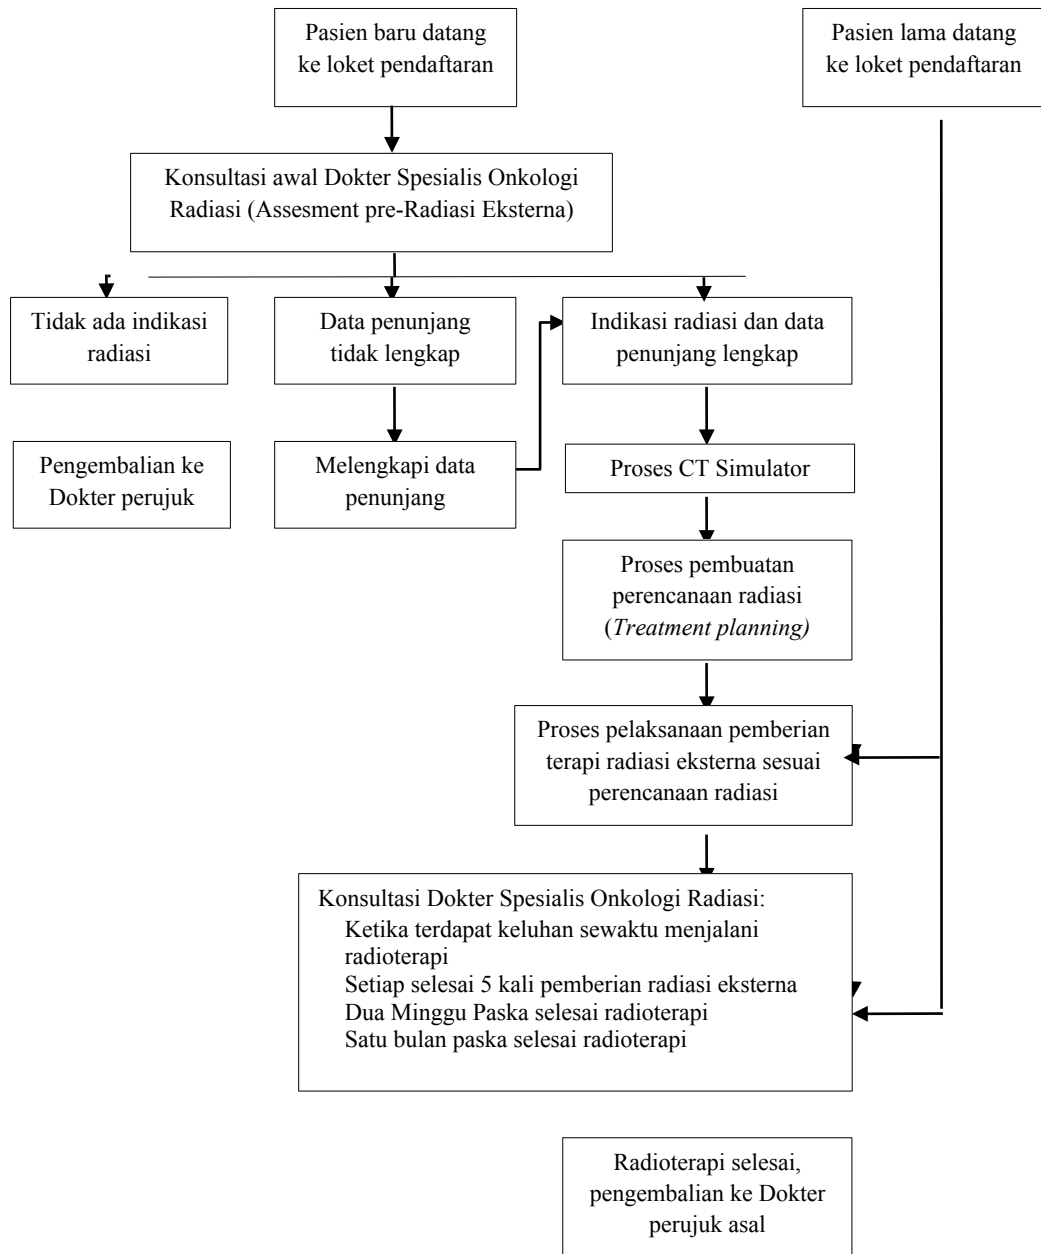 Pasien baru datang
ke loket pendaftaran
Pasien lama datang
ke loket pendaftaran
Konsultasi awal Dokter Spesialis Onkologi
Radiasi (Assesment pre-Radiasi Eksterna)
Tidak ada indikasi
radiasi
Data penunjang
tidak lengkap
Indikasi radiasi dan data
penunjang lengkap
Pengembalian ke
Dokter perujuk
Melengkapi data
penunjang
Proses CT Simulator
Proses pembuatan
perencanaan radiasi
(Treatment planning)
Proses pelaksanaan pemberian
terapi radiasi eksterna sesuai
perencanaan radiasi
Konsultasi Dokter Spesialis Onkologi Radiasi:
Ketika terdapat keluhan sewaktu menjalani
radioterapi
Setiap selesai 5 kali pemberian radiasi eksterna
Dua Minggu Paska selesai radioterapi
Satu bulan paska selesai radioterapi
Radioterapi selesai,
pengembalian ke Dokter
perujuk asal